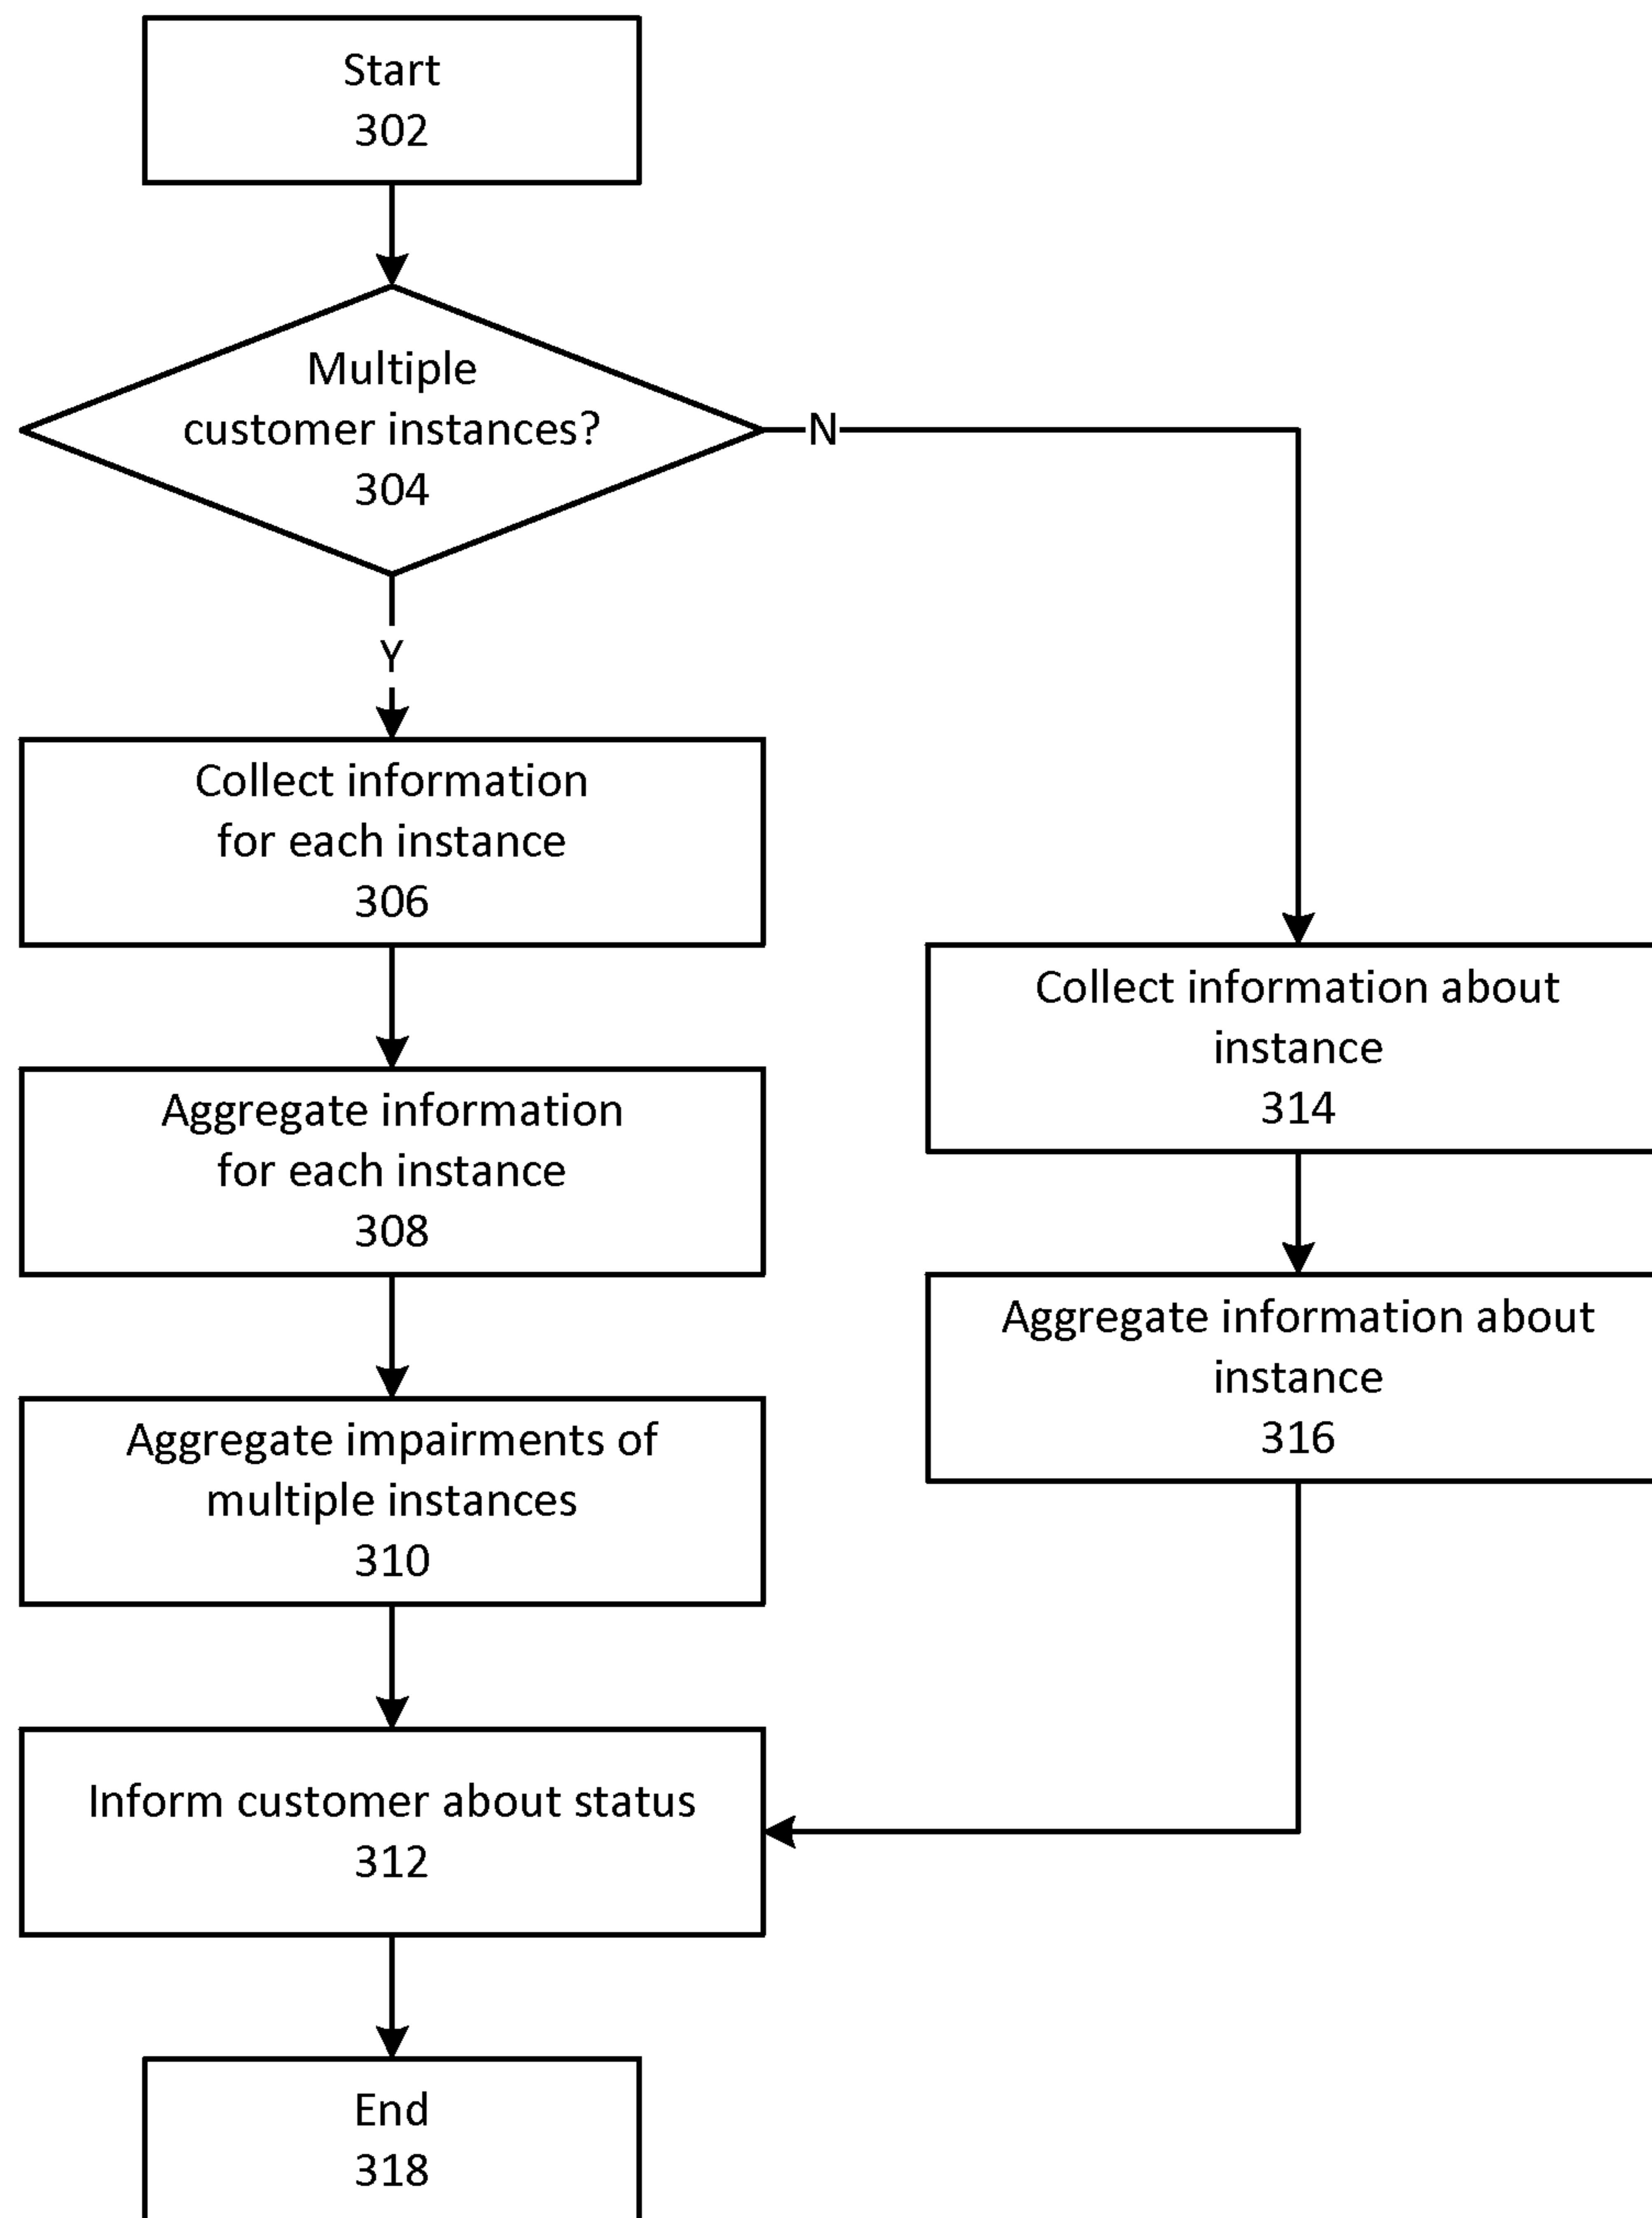 Start
302
Multiple
customer instances?
304
N
Y
Collect information
for each instance
306
Aggregate information
for each instance
308
Aggregate impairments of
multiple instances
310
Inform customer about status
312
Collect information about
instance
314
Aggregate information about
instance
316
End
318